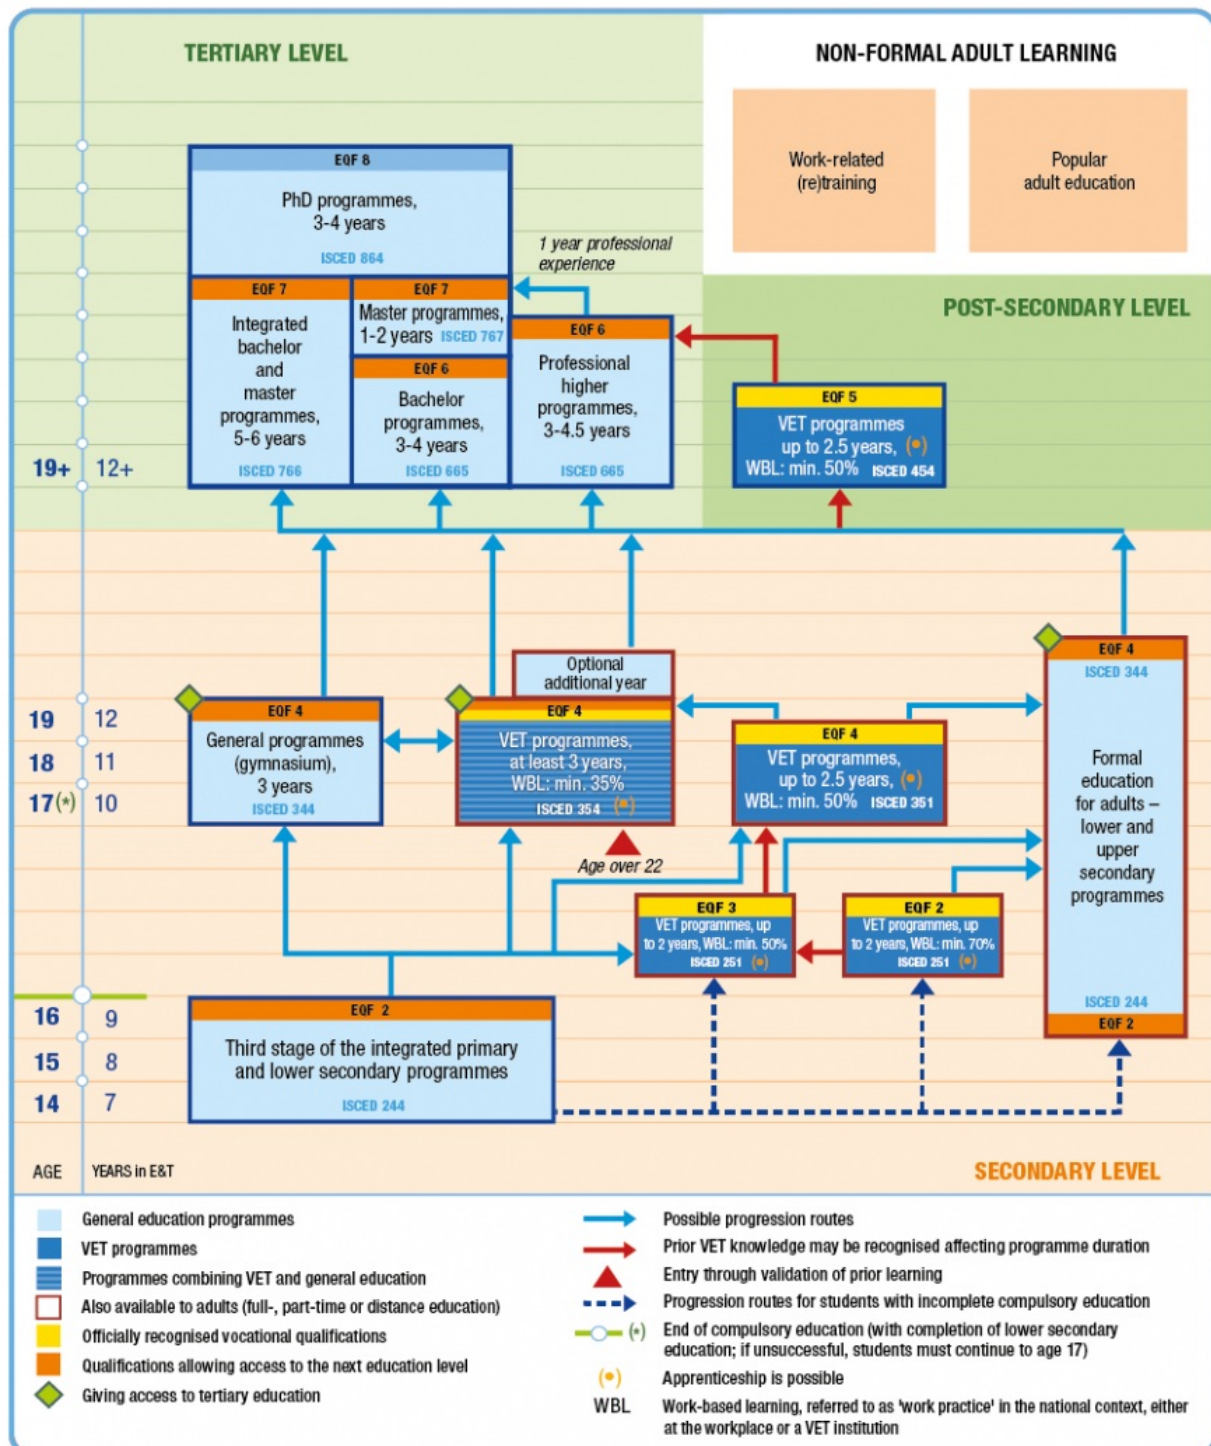 TERTIARY LEVEL
NON-FORMAL ADULT LEARNING
Work-related
(re)training
Popular
adult education
EQF 8
PhD programmes,
3-4 years
ISCED 864
1 year professional
experience
EQF 7
Integrated
bachelor
and
master
programmes,
5-6 years
ISCED 766
EQF 7
Master programmes,
1-2 years ISCED 767
EQF 6
Bachelor
programmes,
3-4 years
ISCED 665
EQF 6
Professional
higher
programmes,
3-4.5 years
ISCED 665
POST-SECONDARY LEVEL
EQF 5
VET programmes
up to 2.5 years, (•)
WBL: min. 50% ISCED 454
19+ 12+
EQF 4
General programmes
(gymnasium),
3 years
ISCED 344
Optional
additional year
EQF 4
VET programmes,
at least 3 years,
WBL: min. 35%
ISCED 354 (•)
Age over 22
EQF 4
VET programmes,
up to 2.5 years, (•)
WBL: min. 50% ISCED 351
EQF 4
ISCED 344
Formal
education
for adults –
lower and
upper
secondary
programmes
ISCED 244
EQF 2
19 12
18 11
17(*) 10
EQF 3
VET programmes, up
to 2 years, WBL: min. 50%
ISCED 251 (•)
EQF 2
VET programmes, up
to 2 years, WBL: min. 70%
ISCED 251 (•)
EQF 2
Third stage of the integrated primary
and lower secondary programmes
ISCED 244
16 9
15 8
14 7
AGE YEARS in E&T
SECONDARY LEVEL
General education programmes
VET programmes
Programmes combining VET and general education
Also available to adults (full-, part-time or distance education)
Officially recognised vocational qualifications
Qualifications allowing access to the next education level
Giving access to tertiary education
Possible progression routes
Prior VET knowledge may be recognised affecting programme duration
Entry through validation of prior learning
Progression routes for students with incomplete compulsory education
(*) End of compulsory education (with completion of lower secondary
education; if unsuccessful, students must continue to age 17)
(•) Apprenticeship is possible
WBL Work-based learning, referred to as 'work practice' in the national context, either
at the workplace or a VET institution